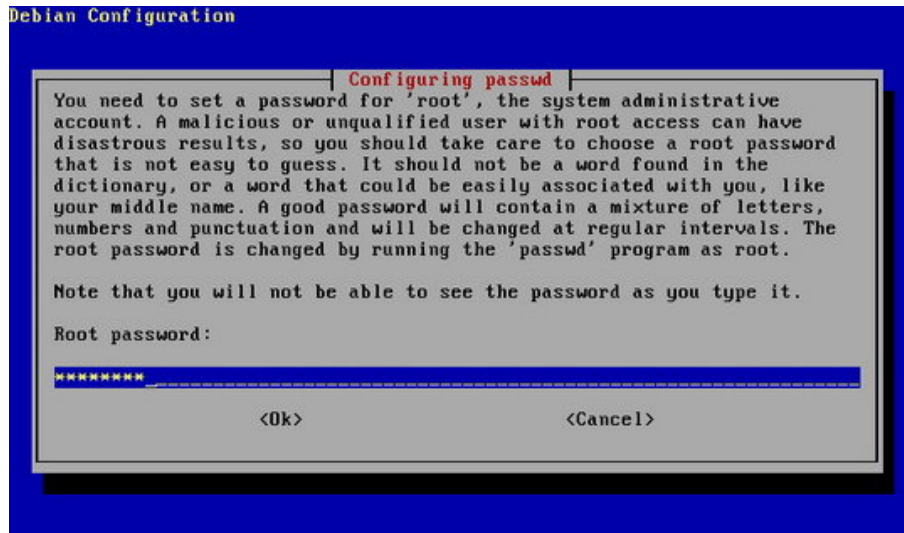 Debian Configuration
Configuring passwd
You need to set a password for 'root', the system administrative
account. A malicious or unqualified user with root access can have
disastrous results, so you should take care to choose a root password
that is not easy to guess. It should not be a word found in the
dictionary, or a word that could be easily associated with you, like
your middle name. A good password will contain a mixture of letters,
numbers and punctuation and will be changed at regular intervals. The
root password is changed by running the 'passwd' program as root.
Note that you will not be able to see the password as you type it.
Root password:
********
<Ok> <Cancel>